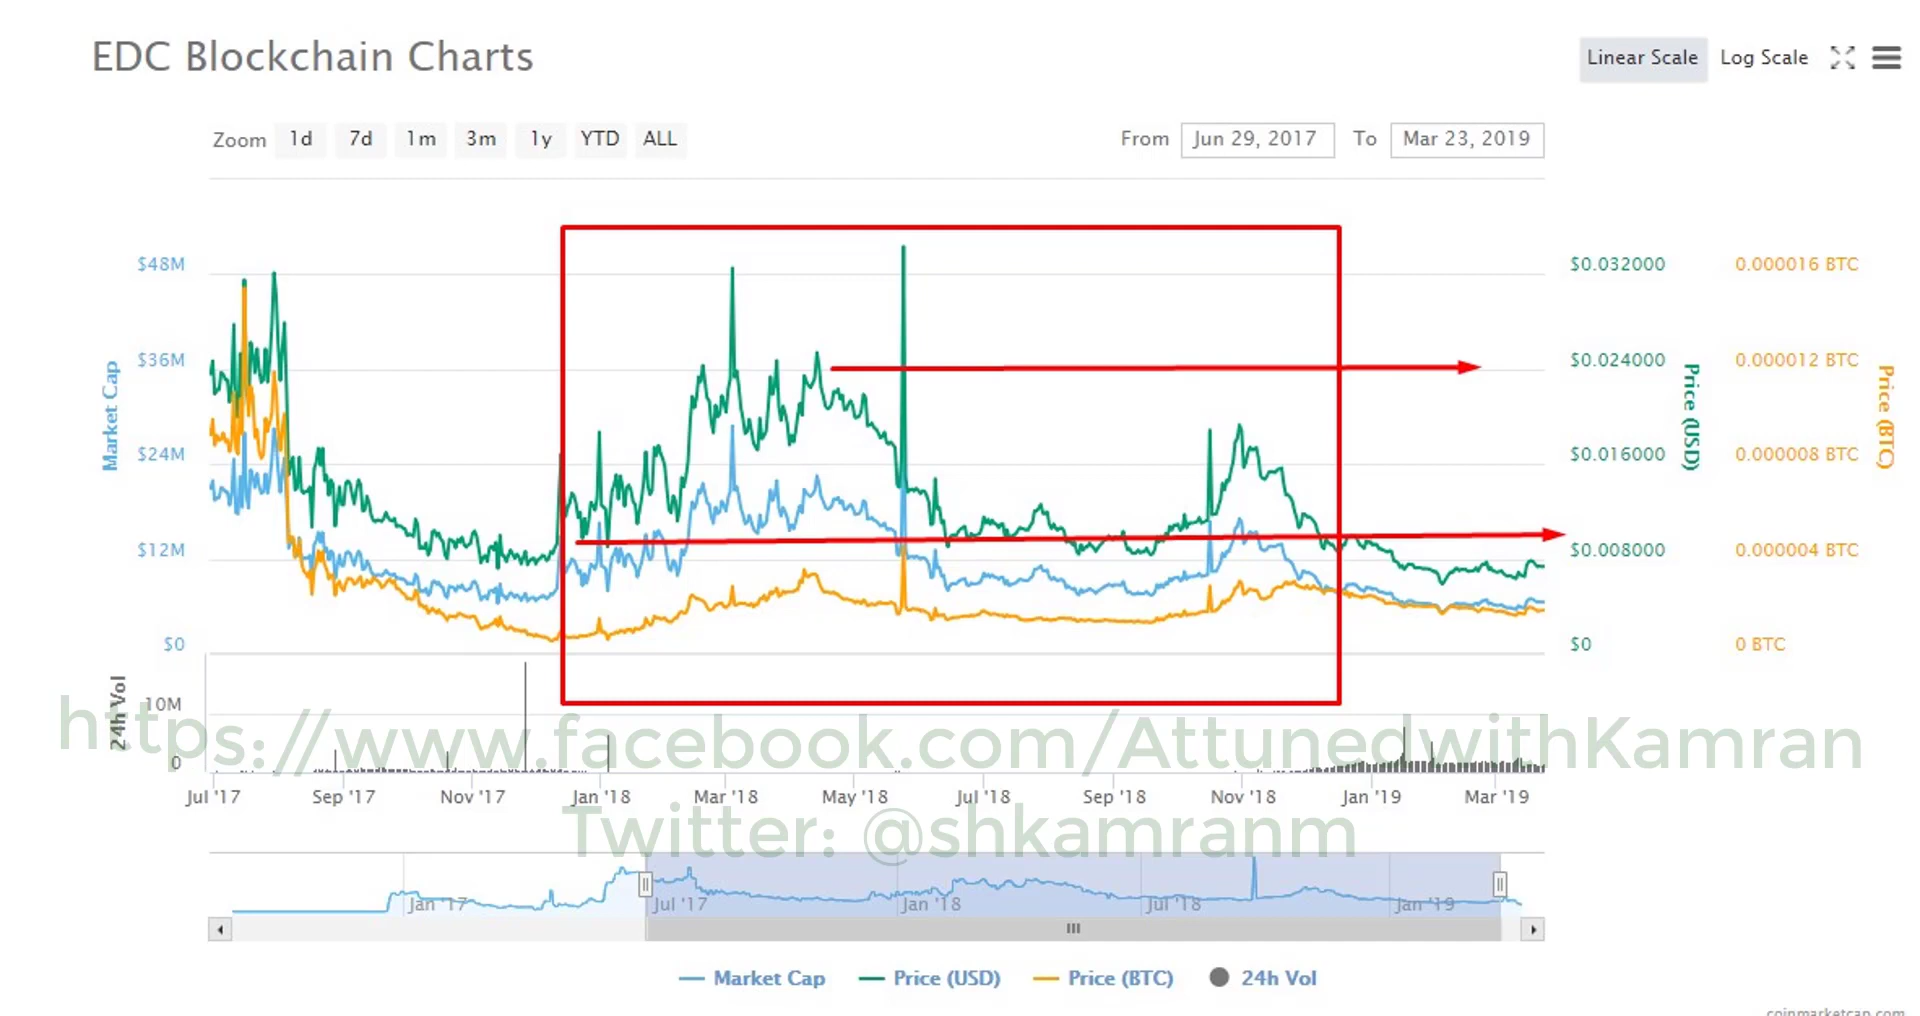 EDC Blockchain Charts
Linear Scale Log Scale
Zoom 1d 7d 1m 3m 1y YTD ALL
From Jun 29, 2017 To Mar 23, 2019
$48M $0.032000 0.000016 BTC
$36M $0.024000 0.000012 BTC
Market Cap
Price (USD)
Price (BTC)
$24M $0.016000 0.000008 BTC
$12M $0.008000 0.000004 BTC
$0 $0 0 BTC
24h Vol
10M
0
https://www.facebook.com/AttunedwithKamran
Jul '17 Sep '17 Nov '17 Jan '18 Mar '18 May '18 Jul '18 Sep '18 Nov '18 Jan '19 Mar '19
Twitter: @shkamranm
Jan '17 Jul '17 Jan '18 Jul '18 Jan '19
Market Cap Price (USD) Price (BTC) 24h Vol
coinmarketcap.com